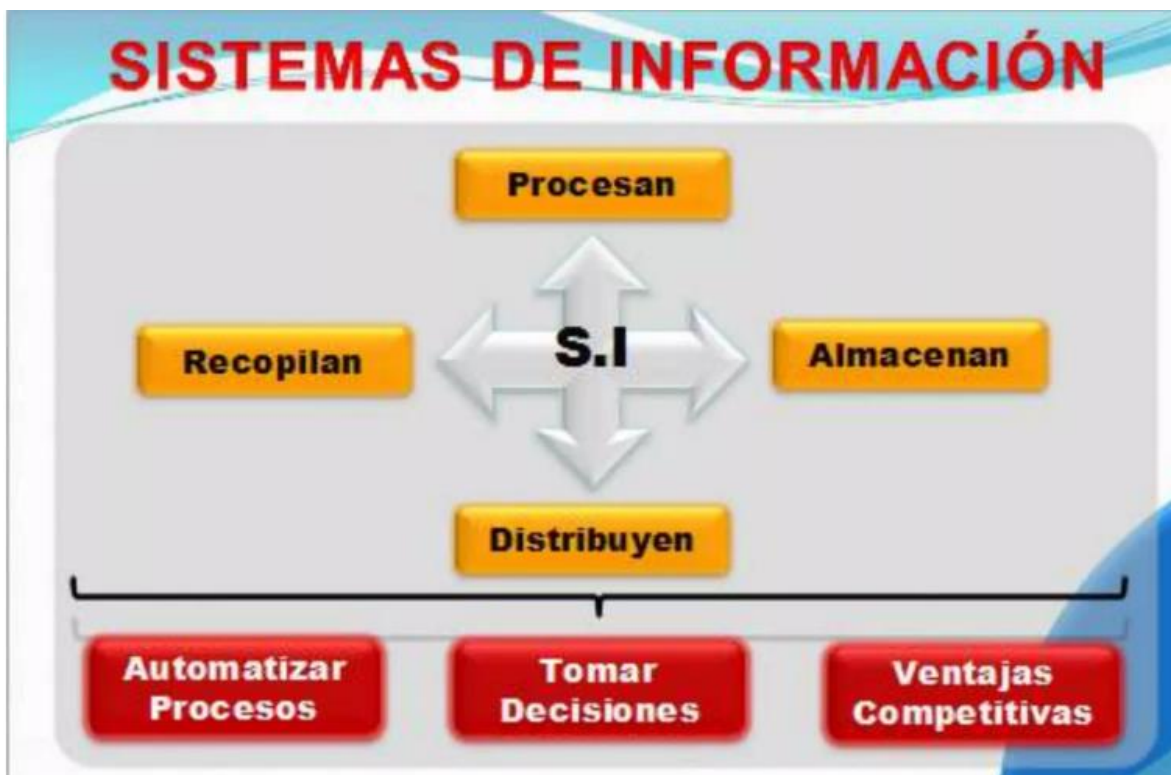 SISTEMAS DE INFORMACIÓN
Procesan
Recopilan
S.I
Almacenan
Distribuyen
Automatizar
Procesos
Tomar
Decisiones
Ventajas
Competitivas